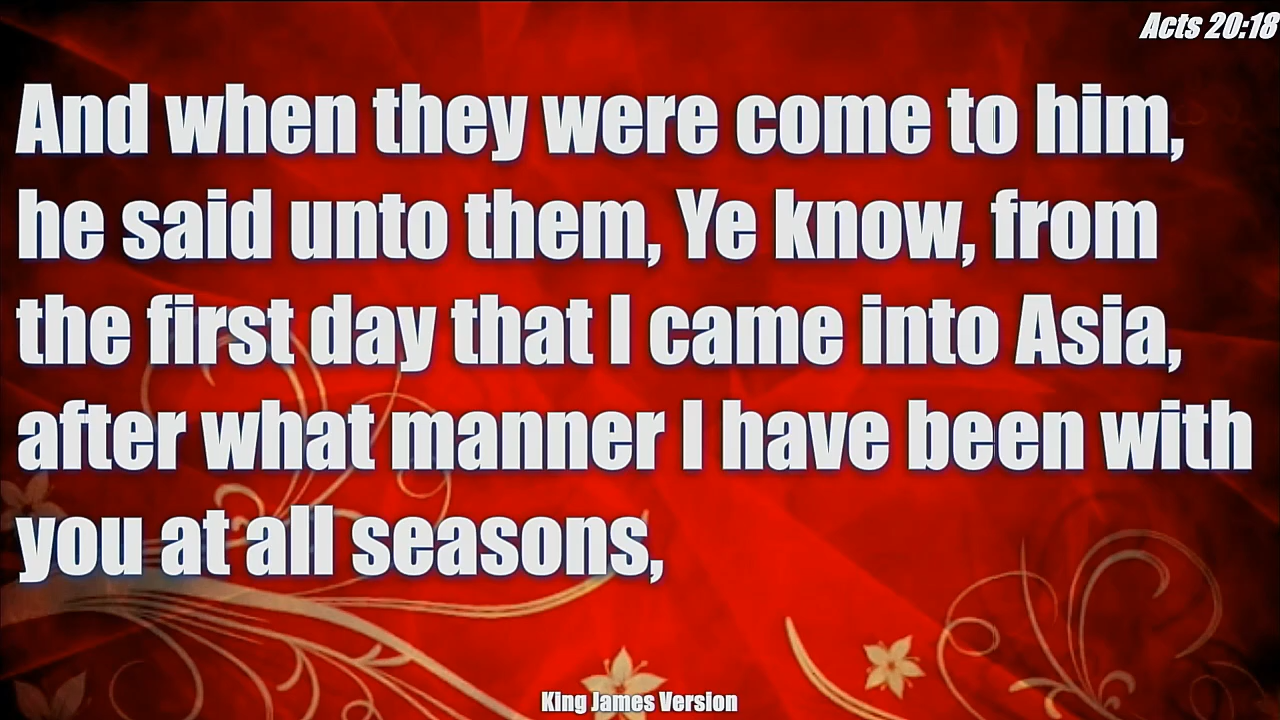 Acts 20:18
And when they were come to him,
he said unto them, Ye know, from
the first day that I came into Asia,
after what manner I have been with
you at all seasons,
King James Version